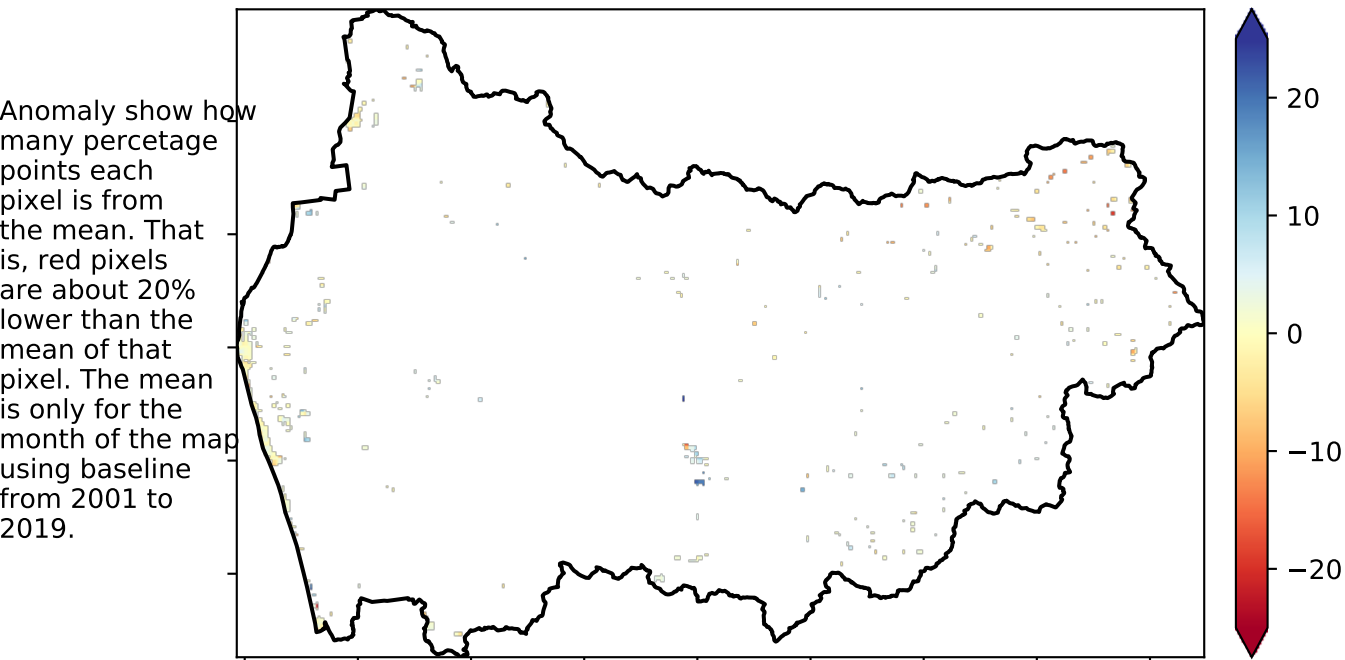 Anomaly show how
many percetage
points each
pixel is from
the mean. That
is, red pixels
are about 20%
lower than the
mean of that
pixel. The mean
is only for the
month of the map
using baseline
from 2001 to
2019.
20
10
0
−10
−20